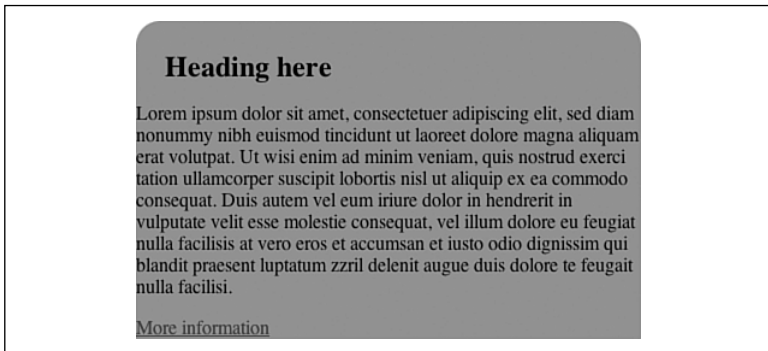 Heading here
Lorem ipsum dolor sit amet, consectetuer adipiscing elit, sed diam
nonummy nibh euismod tincidunt ut laoreet dolore magna aliquam
erat volutpat. Ut wisi enim ad minim veniam, quis nostrud exerci
tation ullamcorper suscipit lobortis nisl ut aliquip ex ea commodo
consequat. Duis autem vel eum iriure dolor in hendrerit in
vulputate velit esse molestie consequat, vel illum dolore eu feugiat
nulla facilisis at vero eros et accumsan et iusto odio dignissim qui
blandit praesent luptatum zzril delenit augue duis dolore te feugait
nulla facilisi.
More information